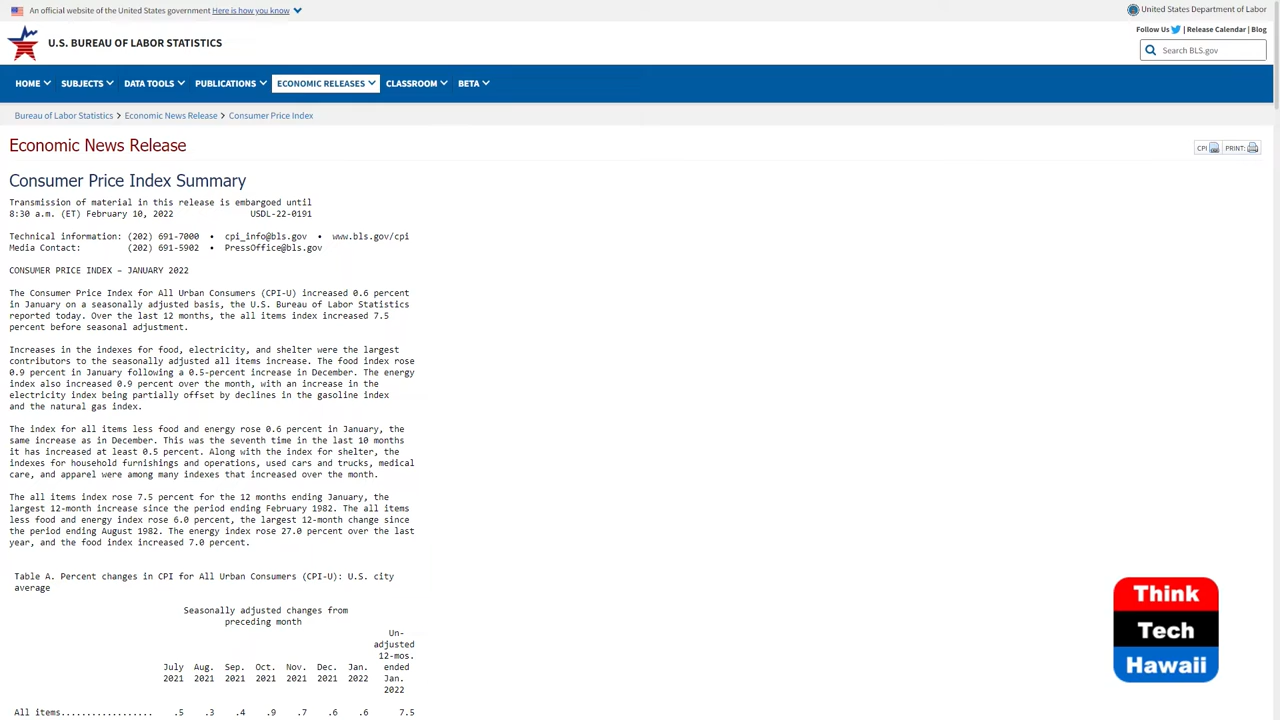 An official website of the United States government Here is how you know
United States Department of Labor
Follow Us | Release Calendar | Blog
U.S. BUREAU OF LABOR STATISTICS
Search BLS.gov
HOME SUBJECTS DATA TOOLS PUBLICATIONS ECONOMIC RELEASES CLASSROOM BETA
Bureau of Labor Statistics > Economic News Release > Consumer Price Index
Economic News Release
CPI PRINT:
Consumer Price Index Summary
Transmission of material in this release is embargoed until
8:30 a.m. (ET) February 10, 2022 USDL-22-0191
Technical information: (202) 691-7000 • cpi_info@bls.gov • www.bls.gov/cpi
Media Contact: (202) 691-5902 • PressOffice@bls.gov
CONSUMER PRICE INDEX – JANUARY 2022
The Consumer Price Index for All Urban Consumers (CPI-U) increased 0.6 percent
in January on a seasonally adjusted basis, the U.S. Bureau of Labor Statistics
reported today. Over the last 12 months, the all items index increased 7.5
percent before seasonal adjustment.
Increases in the indexes for food, electricity, and shelter were the largest
contributors to the seasonally adjusted all items increase. The food index rose
0.9 percent in January following a 0.5-percent increase in December. The energy
index also increased 0.9 percent over the month, with an increase in the
electricity index being partially offset by declines in the gasoline index
and the natural gas index.
The index for all items less food and energy rose 0.6 percent in January, the
same increase as in December. This was the seventh time in the last 10 months
it has increased at least 0.5 percent. Along with the index for shelter, the
indexes for household furnishings and operations, used cars and trucks, medical
care, and apparel were among many indexes that increased over the month.
The all items index rose 7.5 percent for the 12 months ending January, the
largest 12-month increase since the period ending February 1982. The all items
less food and energy index rose 6.0 percent, the largest 12-month change since
the period ending August 1982. The energy index rose 27.0 percent over the last
year, and the food index increased 7.0 percent.
Table A. Percent changes in CPI for All Urban Consumers (CPI-U): U.S. city
average
Seasonally adjusted changes from
preceding month
Un-
adjusted
12-mos.
July Aug. Sep. Oct. Nov. Dec. Jan. ended
2021 2021 2021 2021 2021 2021 2022 Jan.
2022
All items.................. .5 .3 .4 .9 .7 .6 .6 7.5
Think
Tech
Hawaii